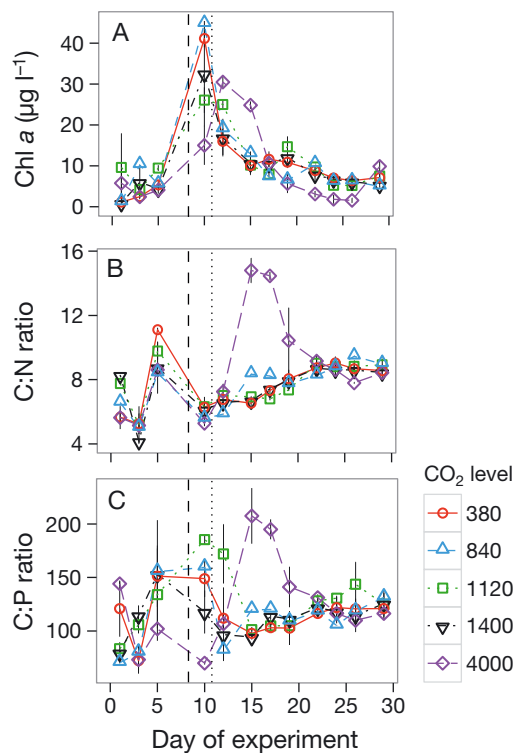 A
Chl a (µg l⁻¹)
40
30
20
10
0
B
C:N ratio
16
12
8
4
C
C:P ratio
200
150
100
0 5 10 15 20 25 30
Day of experiment
CO₂ level
380
840
1120
1400
4000